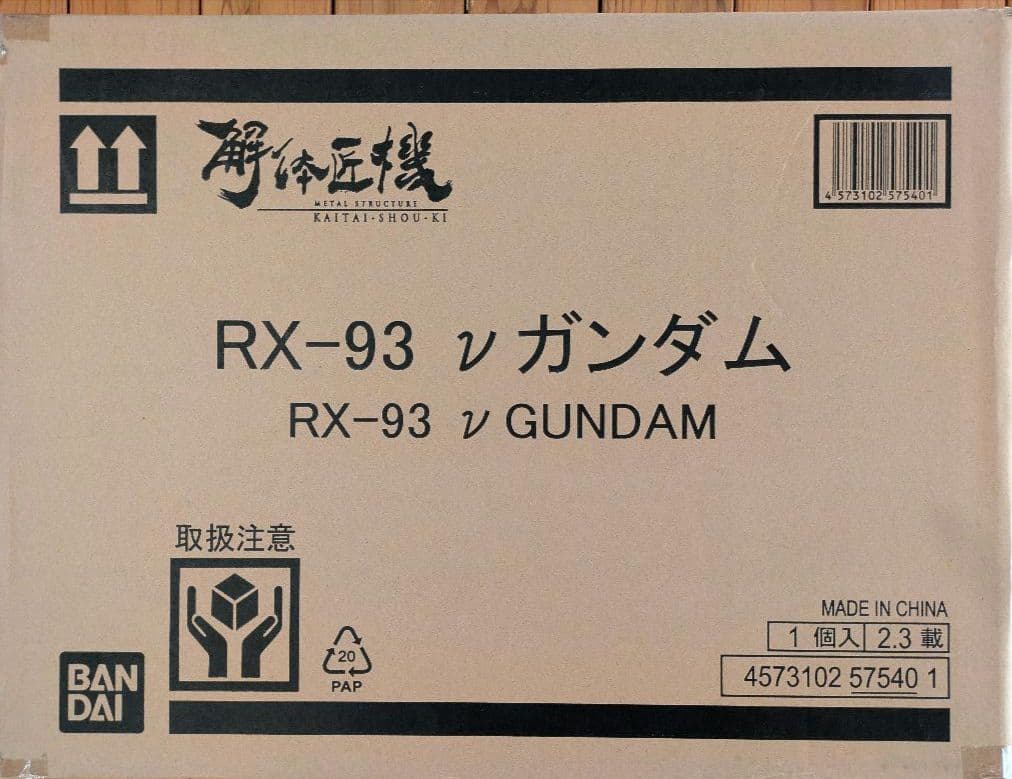 解体匠機
METAL STRUCTURE
KAITAI-SHOU-KI
4 573102 575401
RX-93 ν ガンダム
RX-93 ν GUNDAM
取扱注意
20
PAP
BAN
DAI
MADE IN CHINA
1 個入 2.3 載
4573102 57540 1